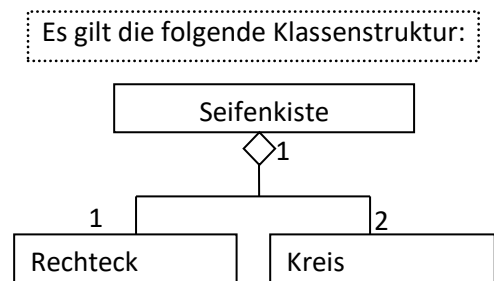 Es gilt die folgende Klassenstruktur:
Seifenkiste
1
1
2
Rechteck
Kreis